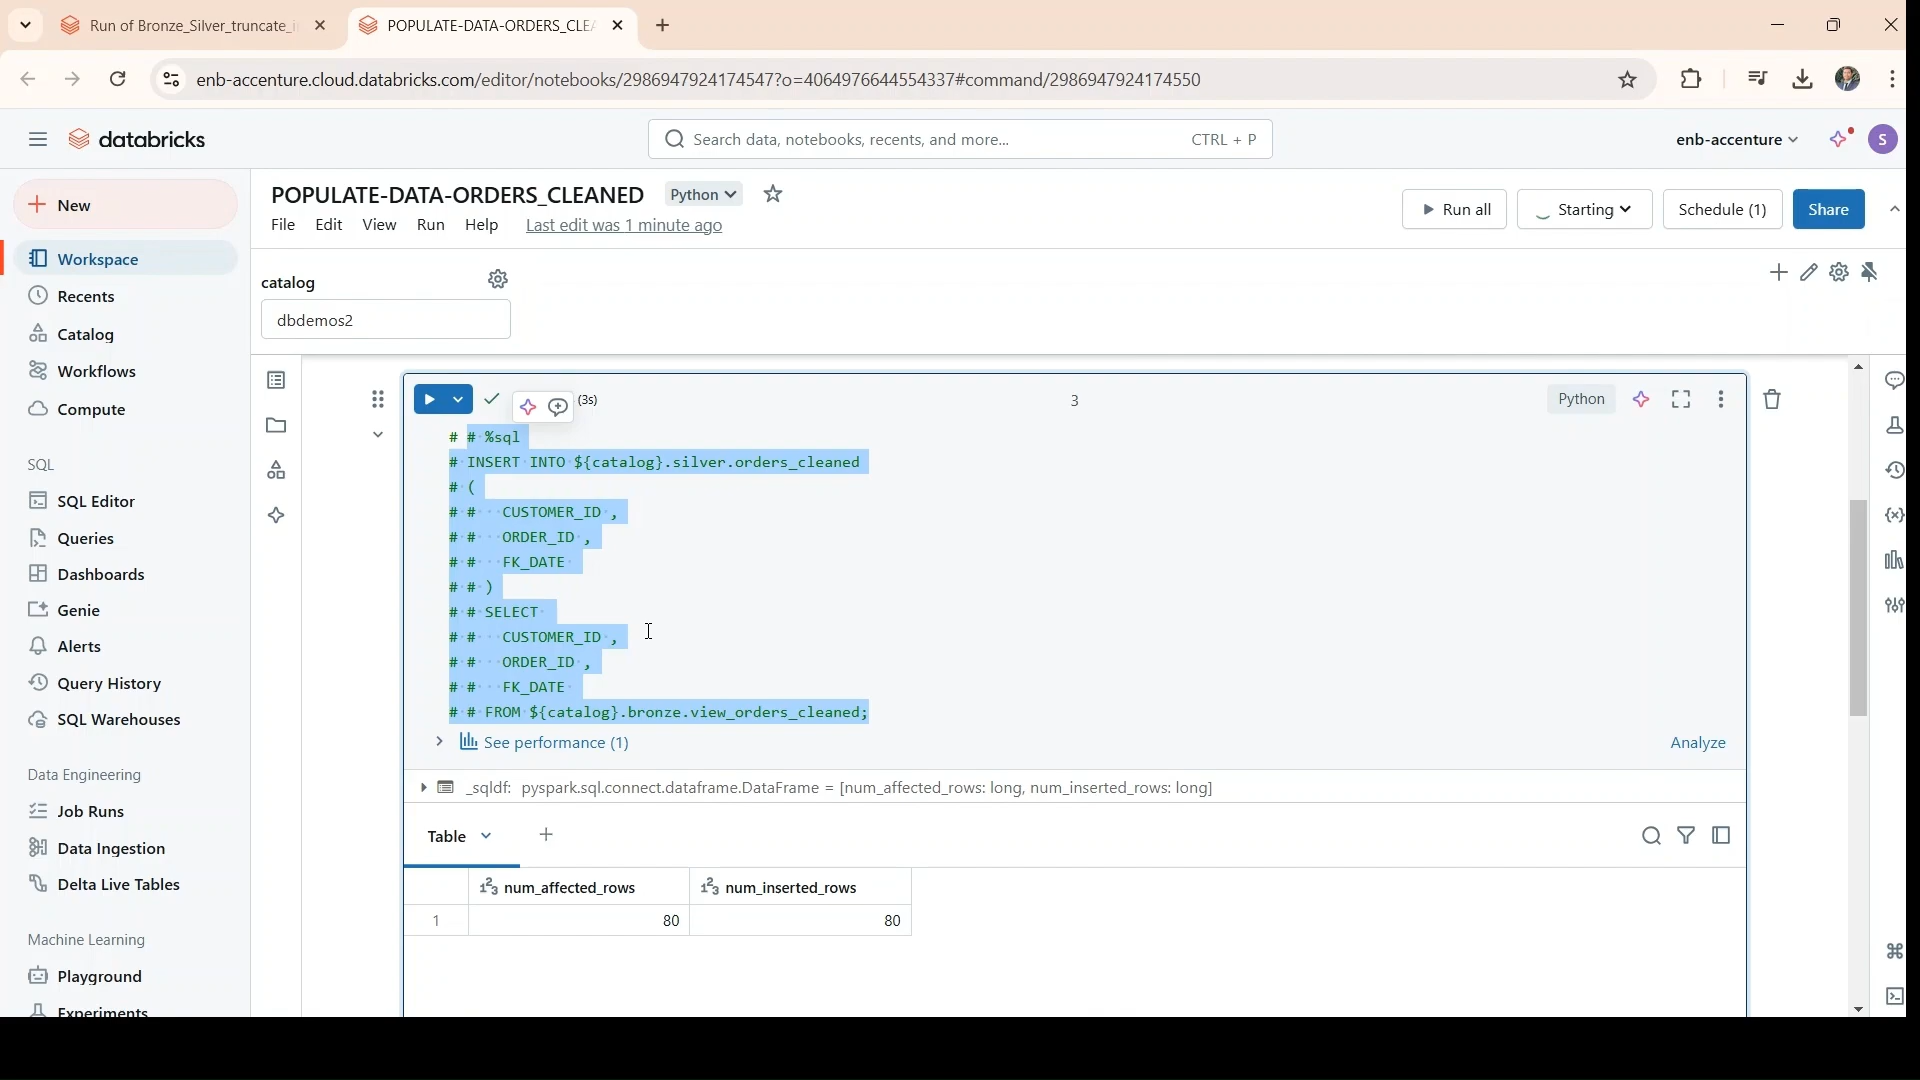 Run of Bronze_Silver_truncate_i
POPULATE-DATA-ORDERS_CLEA
enb-accenture.cloud.databricks.com/editor/notebooks/2986947924174547?o=4064976644554337#command/2986947924174550
databricks
Search data, notebooks, recents, and more...
CTRL + P
enb-accenture
S
New
Workspace
Recents
Catalog
Workflows
Compute
SQL
SQL Editor
Queries
Dashboards
Genie
Alerts
Query History
SQL Warehouses
Data Engineering
Job Runs
Data Ingestion
Delta Live Tables
Machine Learning
Playground
Experiments
POPULATE-DATA-ORDERS_CLEANED
Python
File Edit View Run Help Last edit was 1 minute ago
Run all
Starting
Schedule (1)
Share
catalog
dbdemos2
(3s)
3
Python
# # %sql
# INSERT INTO ${catalog}.silver.orders_cleaned
# (
# # CUSTOMER_ID ,
# # ORDER_ID ,
# # FK_DATE
# # )
# # SELECT
# # CUSTOMER_ID ,
# # ORDER_ID ,
# # FK_DATE
# # FROM ${catalog}.bronze.view_orders_cleaned;
See performance (1)
Analyze
_sqldf: pyspark.sql.connect.dataframe.DataFrame = [num_affected_rows: long, num_inserted_rows: long]
Table
num_affected_rows num_inserted_rows
1 80 80